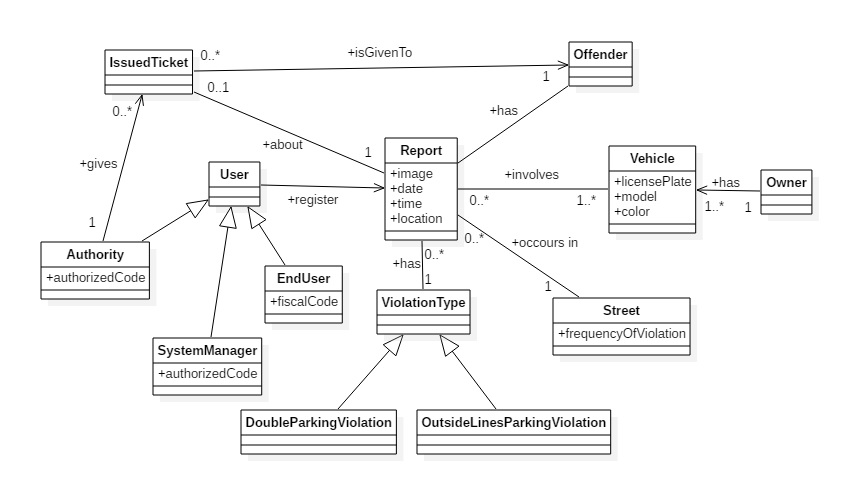 0..*
+isGivenTo
Offender
IssuedTicket
1
0..1
0..*
+has
+about
1
Report
Vehicle
+gives
User
+image
+date
+time
+location
+involves
+licensePlate
+model
+color
+has
Owner
+register
0..*
1..*
1..*
1
1
0..*
+occours in
Authority
+authorizedCode
0..*
+has
EndUser
+fiscalCode
1
1
ViolationType
Street
+frequencyOfViolation
SystemManager
+authorizedCode
DoubleParkingViolation
OutsideLinesParkingViolation